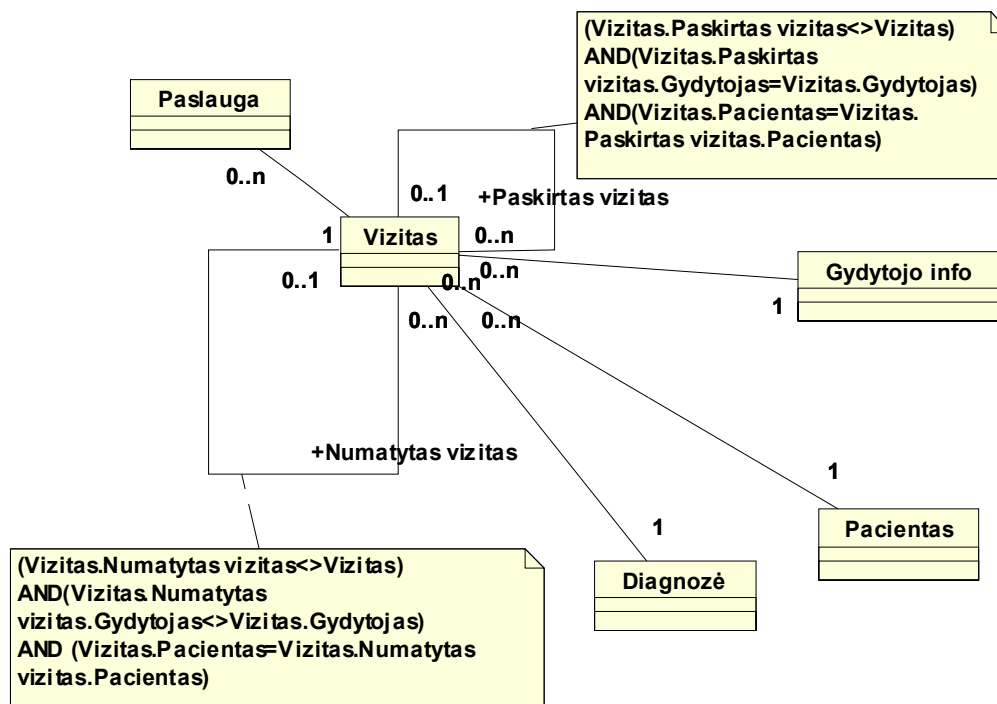 (Vizitas.Paskirtas vizitas<>Vizitas)
AND(Vizitas.Paskirtas
vizitas.Gydytojas=Vizitas.Gydytojas)
AND(Vizitas.Pacientas=Vizitas.
Paskirtas vizitas.Pacientas)
Paslauga
0..n
0..1
+Paskirtas vizitas
1
Vizitas
0..n
0..1
0..n
0..n
Gydytojo info
1
0..n
0..n
+Numatytas vizitas
1
1
Pacientas
Diagnozė
(Vizitas.Numatytas vizitas<>Vizitas)
AND(Vizitas.Numatytas
vizitas.Gydytojas<>Vizitas.Gydytojas)
AND (Vizitas.Pacientas=Vizitas.Numatytas
vizitas.Pacientas)